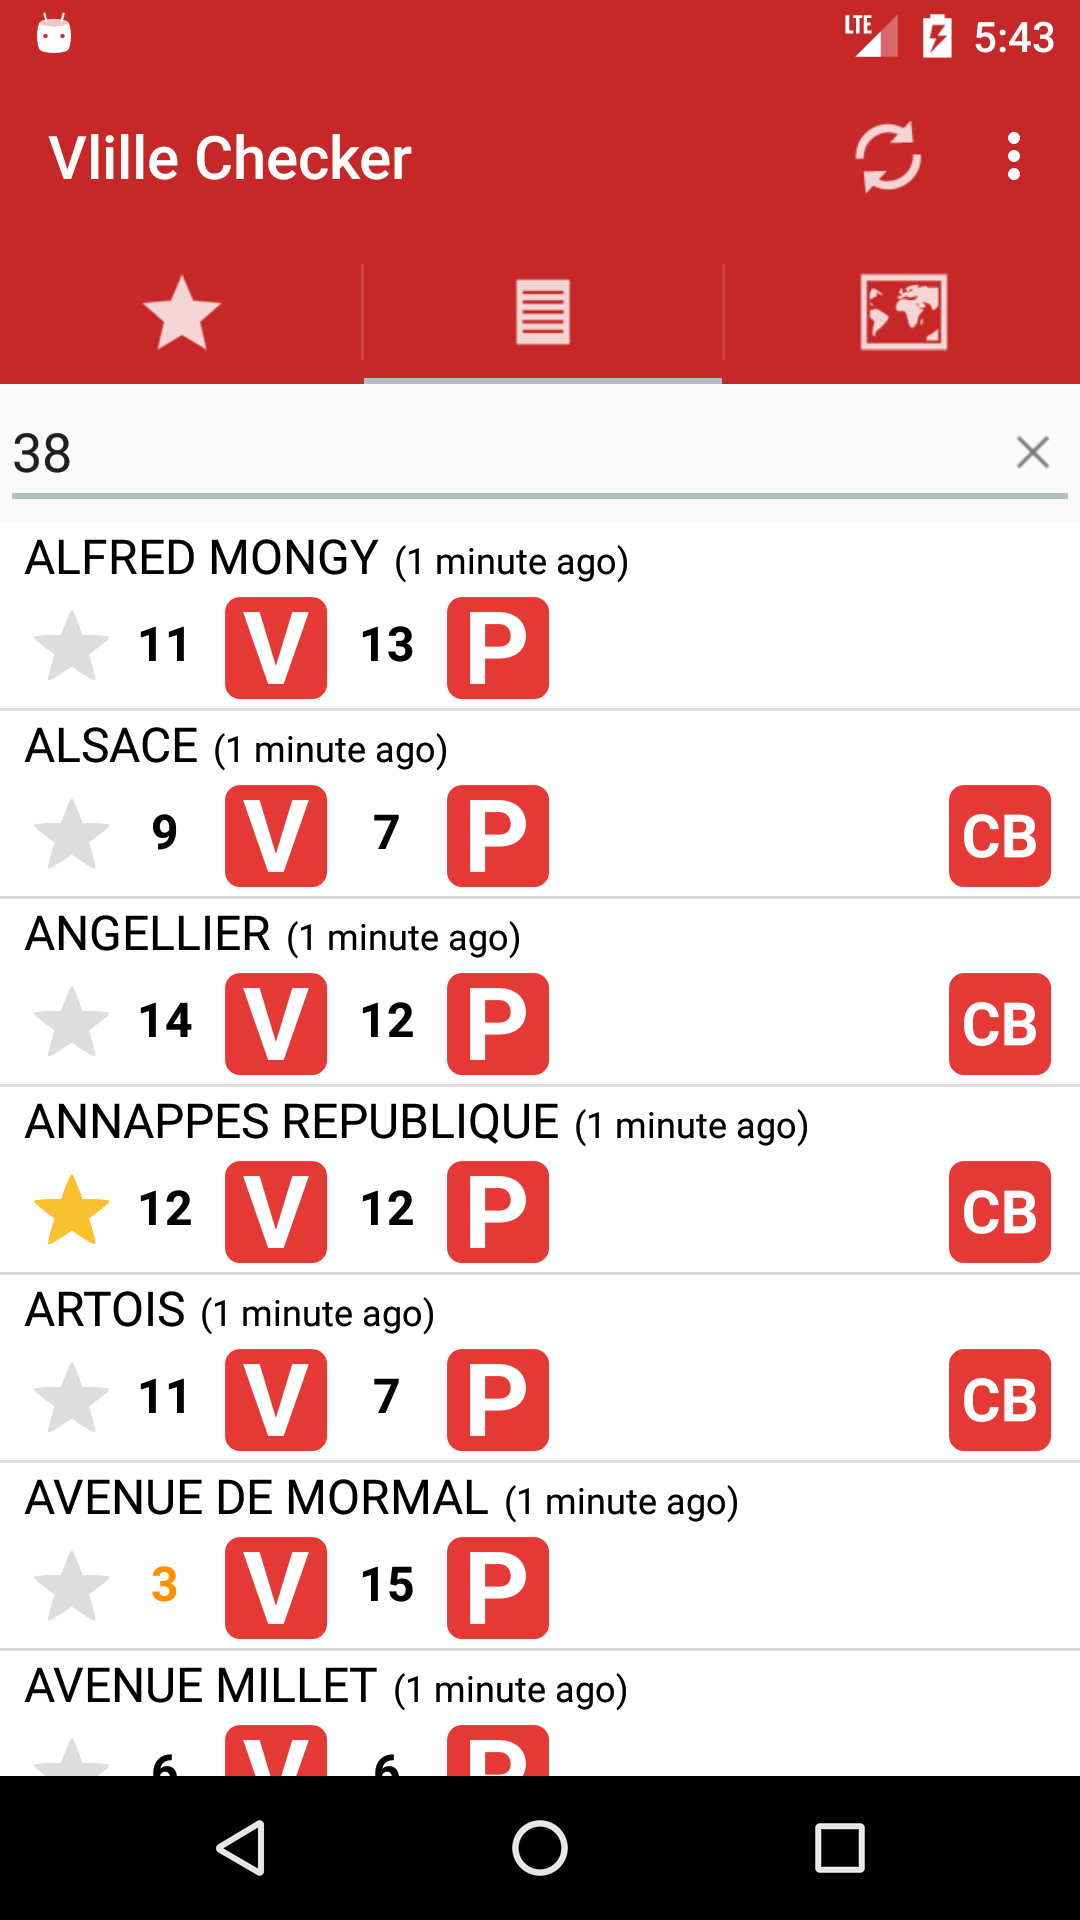 LTE 5:43
Vlille Checker
38
ALFRED MONGY (1 minute ago)
11 V 13 P
ALSACE (1 minute ago)
9 V 7 P CB
ANGELLIER (1 minute ago)
14 V 12 P CB
ANNAPPES REPUBLIQUE (1 minute ago)
12 V 12 P CB
ARTOIS (1 minute ago)
11 V 7 P CB
AVENUE DE MORMAL (1 minute ago)
3 V 15 P
AVENUE MILLET (1 minute ago)
6 V 6 P